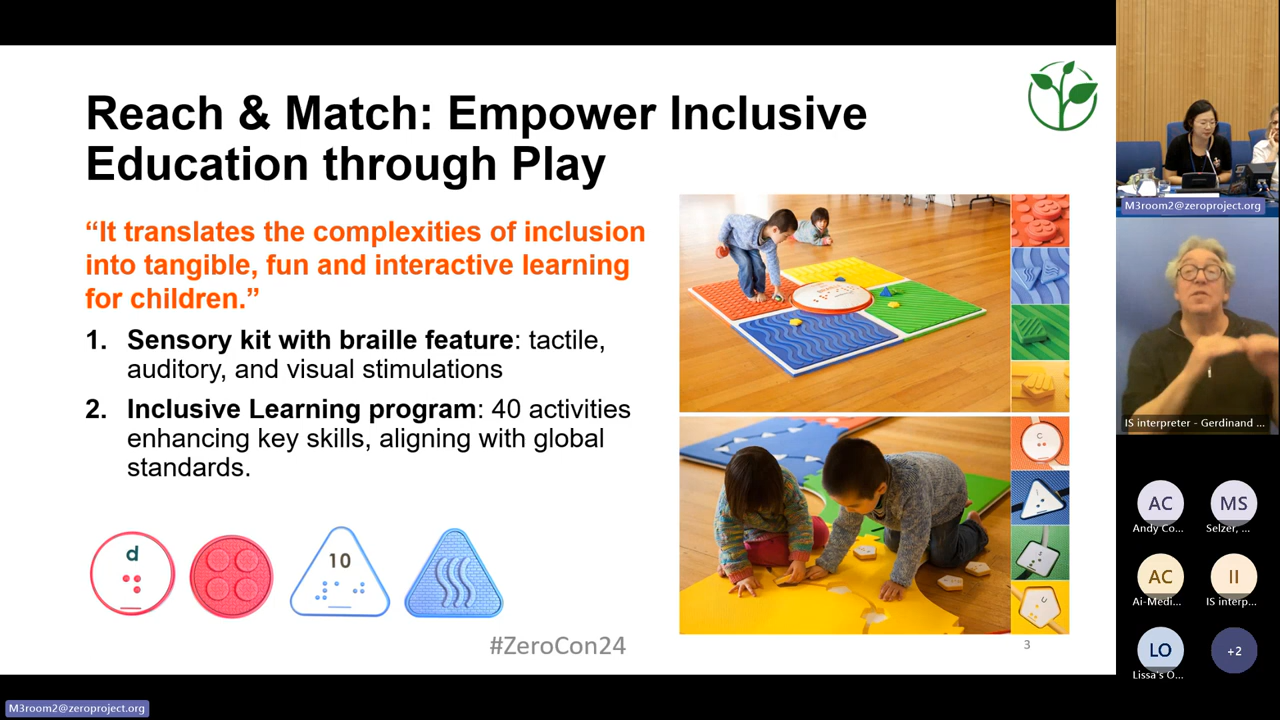 Reach & Match: Empower Inclusive
Education through Play
“It translates the complexities of inclusion
into tangible, fun and interactive learning
for children.”
1. Sensory kit with braille feature: tactile,
auditory, and visual stimulations
2. Inclusive Learning program: 40 activities
enhancing key skills, aligning with global
standards.
d
10
#ZeroCon24
3
M3room2@zeroproject.org
M3room2@zeroproject.org
IS interpreter - Gerdinand ...
AC
Andy Co...
MS
Selzer, ...
AC
Ai-Medi...
II
IS interp...
LO
Lissa's O...
+2